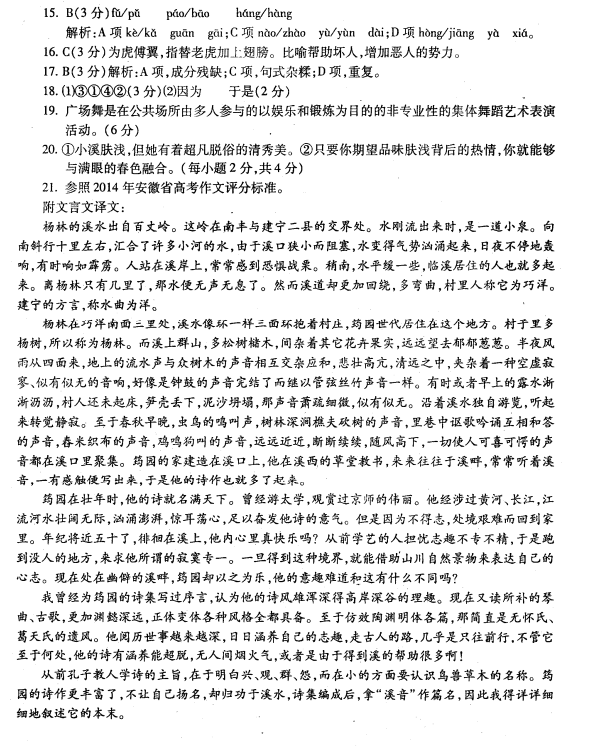 15. B(3 分)fǔ/pǔ páo/bāo háng/hàng
解析:A 项 kè/kǎ guān gāi;C 项 nào/zhào yù/yùn dài;D 项 hòng/jiāng yà xiá。
16. C(3 分)为虎傅翼,指替老虎加上翅膀。比喻帮助坏人,增加恶人的势力。
17. B(3 分)解析:A 项,成分残缺;C 项,句式杂糅;D 项,重复。
18. ⑴③①④②(3 分)⑵因为 于是(2 分)
19. 广场舞是在公共场所由多人参与的以娱乐和锻炼为目的的非专业性的集体舞蹈艺术表演
活动。(6 分)
20. ①小溪肤浅,但她有着超凡脱俗的清秀美。②只要你期望品味肤浅背后的热情,你就能够
与满眼的春色融合。(每小题 2 分,共 4 分)
21. 参照 2014 年安徽省高考作文评分标准。
附文言文译文:
杨林的溪水出自百丈岭。这岭在南丰与建宁二县的交界处。水刚流出来时,是一道小泉。向
南斜行十里左右,汇合了许多小河的水,由于溪口狭小而阻塞,水变得气势汹涌起来,日夜不停地轰
响,有时响如霹雳。人站在溪岸上,常常感到恐惧战栗。稍南,水平缓一些,临溪居住的人也就多起
来。离杨林只有几里了,那水便无声无息了。然而溪道却更加回绕,多弯曲,村里人称它为巧洋。
建宁的方言,称水曲为洋。
杨林在巧洋南面三里处,溪水像环一样三面环抱着村庄,筠园世代居住在这个地方。村子里多
杨树,所以称为杨林。而溪上群山,多松树槠木,间杂着其它花卉果实,远远望去郁郁葱葱。半夜风
雨从四面来,地上的流水声与众树木的声音相互交杂应和,悲壮高亢,清远之中,夹杂着一种空虚寂
寥、似有似无的音响,好像是钟鼓的声音完结了而继以管弦丝竹声音一样。有时或者早上的露水渐
渐沥沥,村人还未起床,笋壳丢下,泥沙坍塌,那声音萧疏细微,似有似无。沿着溪水独自游览,听起
来转觉静寂。至于春秋早晚,虫鸟的鸣叫声,树林深涧樵夫砍树的声音,里巷中讴歌吟诵互相和答
的声音,舂米织布的声音,鸡鸣狗叫的声音,远远近近,断断续续,随风高下,一切使人可喜可愕的声
音都在溪口里聚集。筠园的家建造在溪口上,他在溪西的草堂教书,来来往往于溪畔,常常听着溪
音,一有感触便写出来,于是他的诗作也就多了起来。
筠园在壮年时,他的诗就名满天下。曾经游太学,观赏过京师的伟丽。他经涉过黄河、长江,江
流河水壮阔无际,汹涌澎湃,惊耳荡心,足以奋发他诗的意气。但是因为不得志,处境艰难而回到家
里。年纪将近五十了,徘徊在溪上,他内心里真快乐吗?从前学艺的人担忧志趣不专不精,于是跑
到没人的地方,来求他所谓的寂寞专一。一旦得到这种境界,就能借助山川自然景物来表达自己的
心志。现在处在幽僻的溪畔,筠园却以之为乐,他的意趣难道和这有什么不同吗?
我曾经为筠园的诗集写过序言,认为他的诗风雄浑深得高岸深谷的理趣。现在又读所补的琴
曲、古歌,更加渊懿深远,正体变体各种风格全都具备。至于仿效陶渊明体各篇,那简直是无怀氏、
葛天氏的遗风。他阅历世事越来越深,日日涵养自己的志趣,走古人的路,几乎是只往前行,不管它
至于何处,他的诗有涵养能超脱,无人间烟火气,或者是由于得到溪的帮助很多啊!
从前孔子教人学诗的主旨,在于明白兴、观、群、怨,而在小的方面要认识鸟兽草木的名称。筠
园的诗作更丰富了,不让自己扬名,却归功于溪水,诗集编成后,拿“溪音”作篇名,因此我得详详细
细地叙述它的本末。